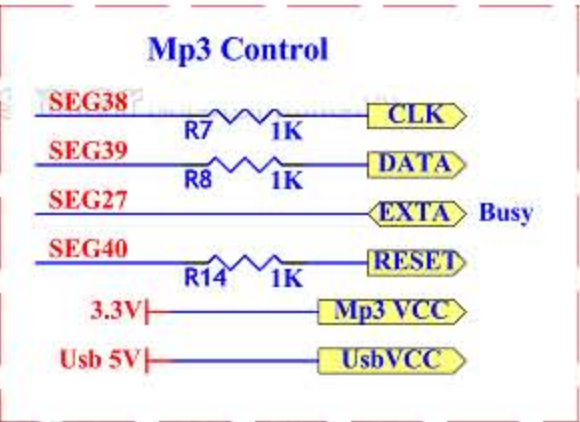 Mp3 Control
SEG38 R7 1K CLK
SEG39 R8 1K DATA
SEG27 EXTA Busy
SEG40 R14 1K RESET
3.3V Mp3 VCC
Usb 5V UsbVCC